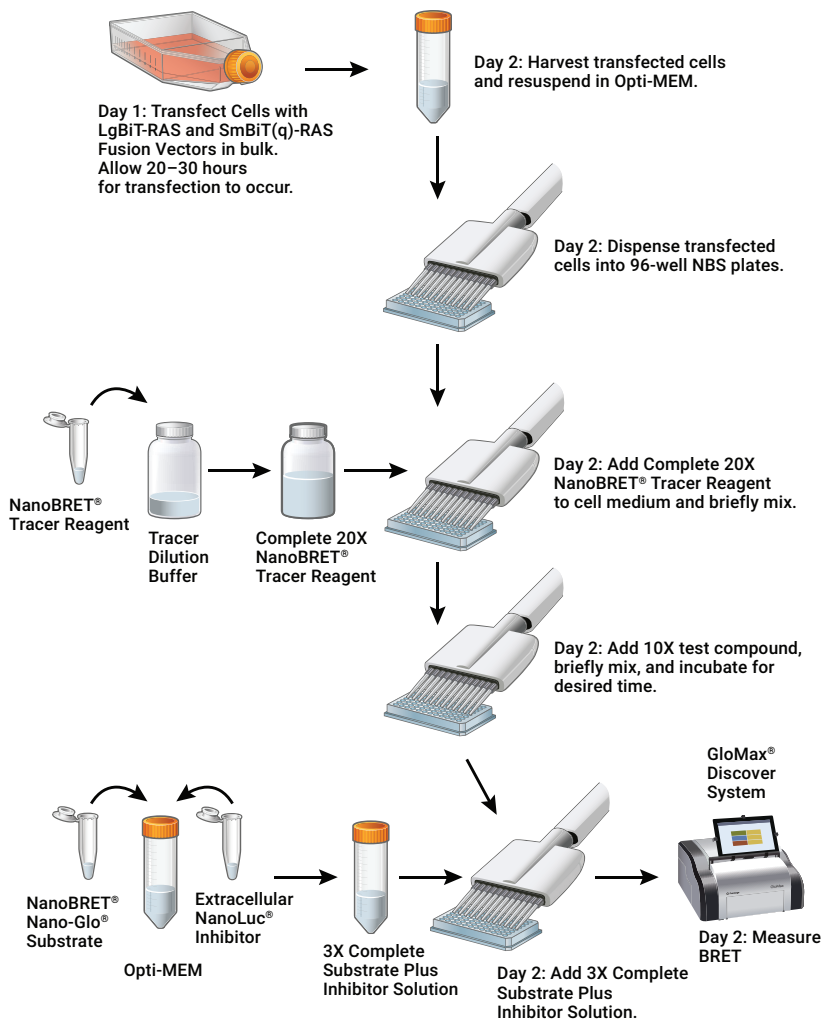 Day 1: Transfect Cells with
LgBiT-RAS and SmBiT(q)-RAS
Fusion Vectors in bulk.
Allow 20–30 hours
for transfection to occur.
Day 2: Harvest transfected cells
and resuspend in Opti-MEM.
Day 2: Dispense transfected
cells into 96-well NBS plates.
NanoBRET®
Tracer Reagent
Tracer
Dilution
Buffer
Complete 20X
NanoBRET®
Tracer Reagent
Day 2: Add Complete 20X
NanoBRET® Tracer Reagent
to cell medium and briefly mix.
Day 2: Add 10X test compound,
briefly mix, and incubate for
desired time.
NanoBRET®
Nano-Glo®
Substrate
Extracellular
NanoLuc®
Inhibitor
Opti-MEM
3X Complete
Substrate Plus
Inhibitor Solution
Day 2: Add 3X Complete
Substrate Plus
Inhibitor Solution.
GloMax®
Discover
System
Day 2: Measure
BRET